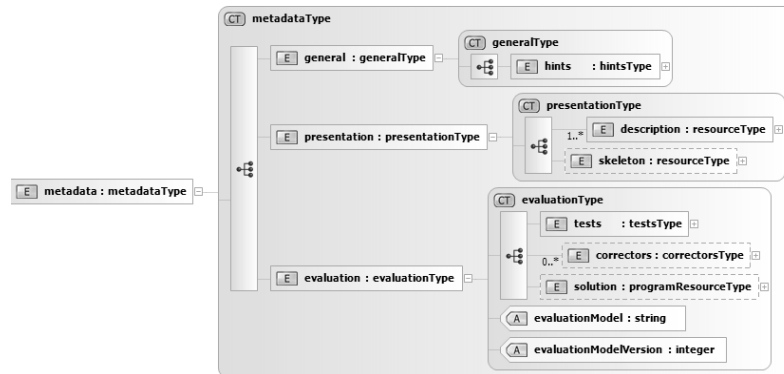 CT metadataType
E general : generalType
CT generalType
E hints : hintsType
E presentation : presentationType
CT presentationType
1..* E description : resourceType
E skeleton : resourceType
E metadada : metadataType
E evaluation : evaluationType
CT evaluationType
E tests : testsType
0..* E correctors : correctorsType
E solution : programResourceType
A evaluationModel : string
A evaluationModelVersion : integer